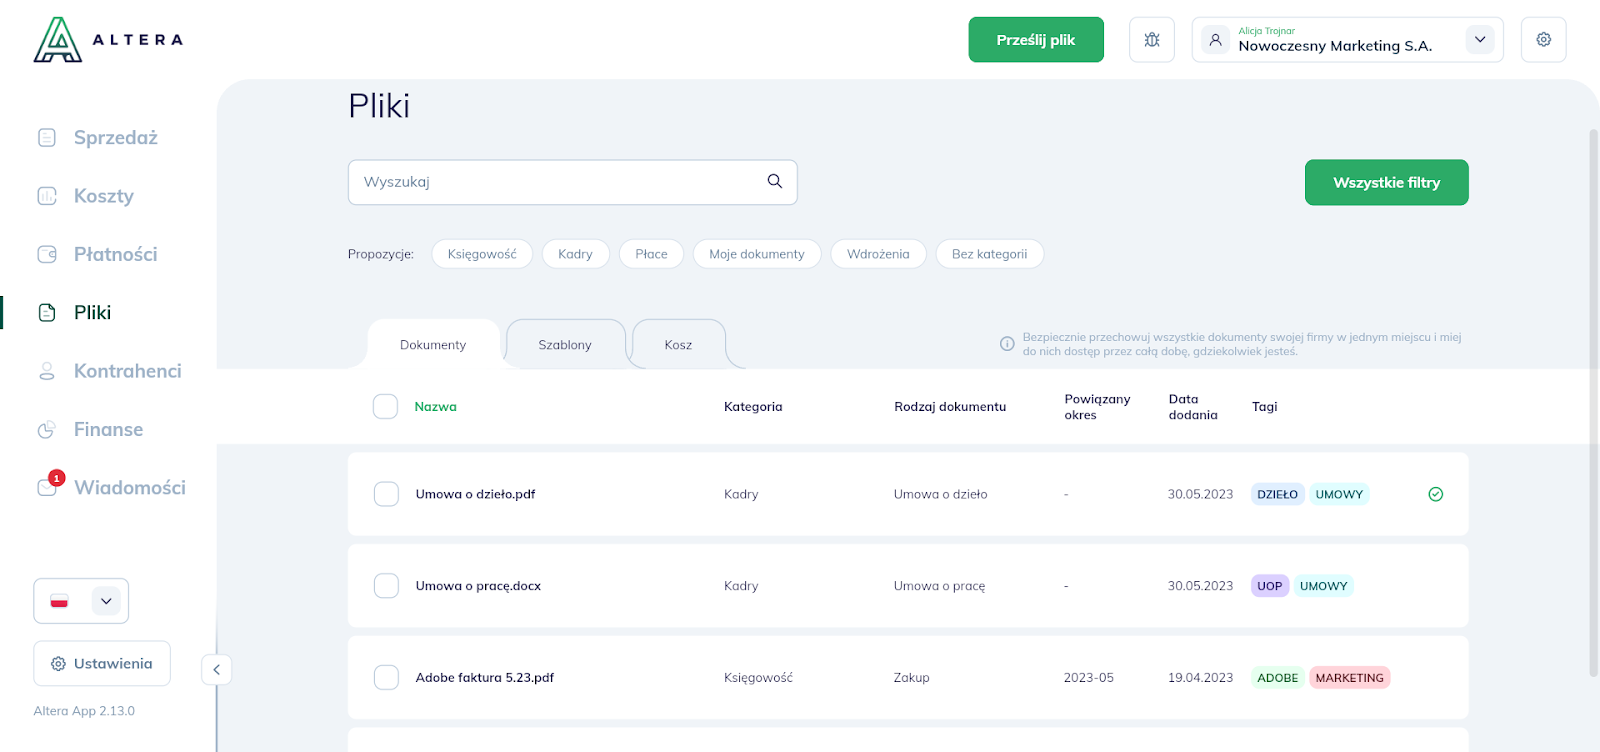 ALTERA
Prześlij plik
Alicja Trojnar
Nowoczesny Marketing S.A.
Sprzedaż
Koszty
Płatności
Pliki
Kontrahenci
Finanse
1
Wiadomości
Ustawienia
Altera App 2.13.0
Pliki
Wyszukaj
Wszystkie filtry
Propozycje: Księgowość Kadry Płace Moje dokumenty Wdrożenia Bez kategorii
Dokumenty Szablony Kosz
Bezpiecznie przechowuj wszystkie dokumenty swojej firmy w jednym miejscu i miej
do nich dostęp przez całą dobę, gdziekolwiek jesteś.
Nazwa Kategoria Rodzaj dokumentu Powiązany okres Data dodania Tagi
Umowa o dzieło.pdf Kadry Umowa o dzieło - 30.05.2023 DZIEŁO UMOWY
Umowa o pracę.docx Kadry Umowa o pracę - 30.05.2023 UOP UMOWY
Adobe faktura 5.23.pdf Księgowość Zakup 2023-05 19.04.2023 ADOBE MARKETING